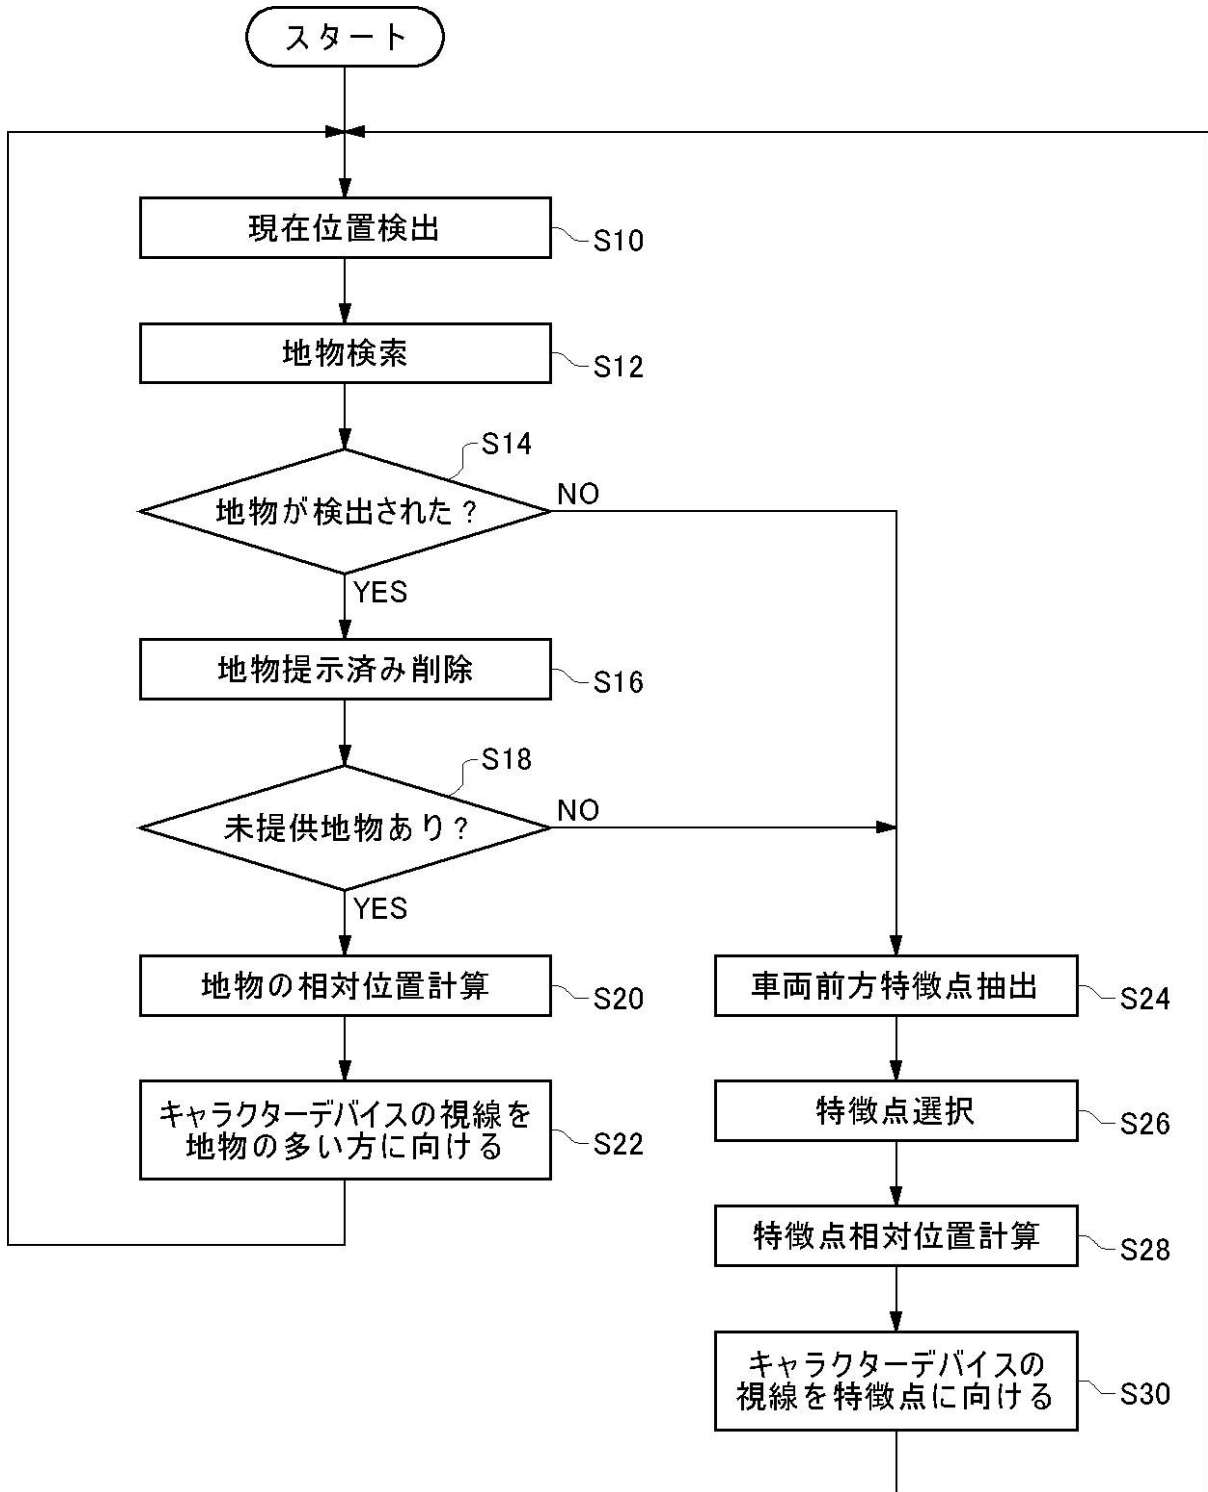 スタート
現在位置検出
S10
地物検索
S12
S14
地物が検出された？
NO
YES
地物提示済み削除
S16
S18
未提供地物あり？
NO
YES
地物の相対位置計算
S20
車両前方特徴点抽出
S24
キャラクターデバイスの視線を
地物の多い方に向ける
S22
特徴点選択
S26
特徴点相対位置計算
S28
キャラクターデバイスの
視線を特徴点に向ける
S30